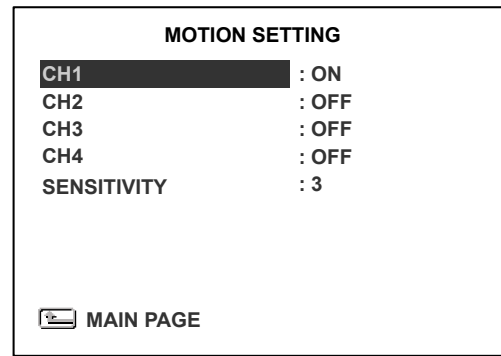 MOTION SETTING
CH1 : ON
CH2 : OFF
CH3 : OFF
CH4 : OFF
SENSITIVITY : 3
MAIN PAGE